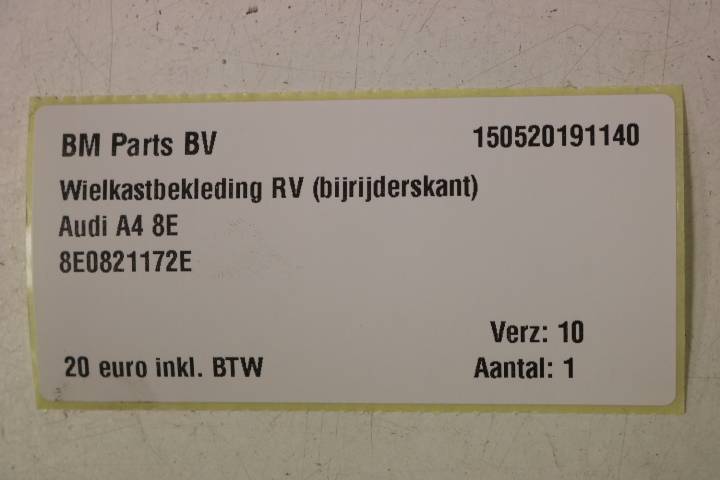 BM Parts BV 150520191140
Wielkastbekleding RV (bijrijderskant)
Audi A4 8E
8E0821172E
Verz: 10
20 euro inkl. BTW Aantal: 1